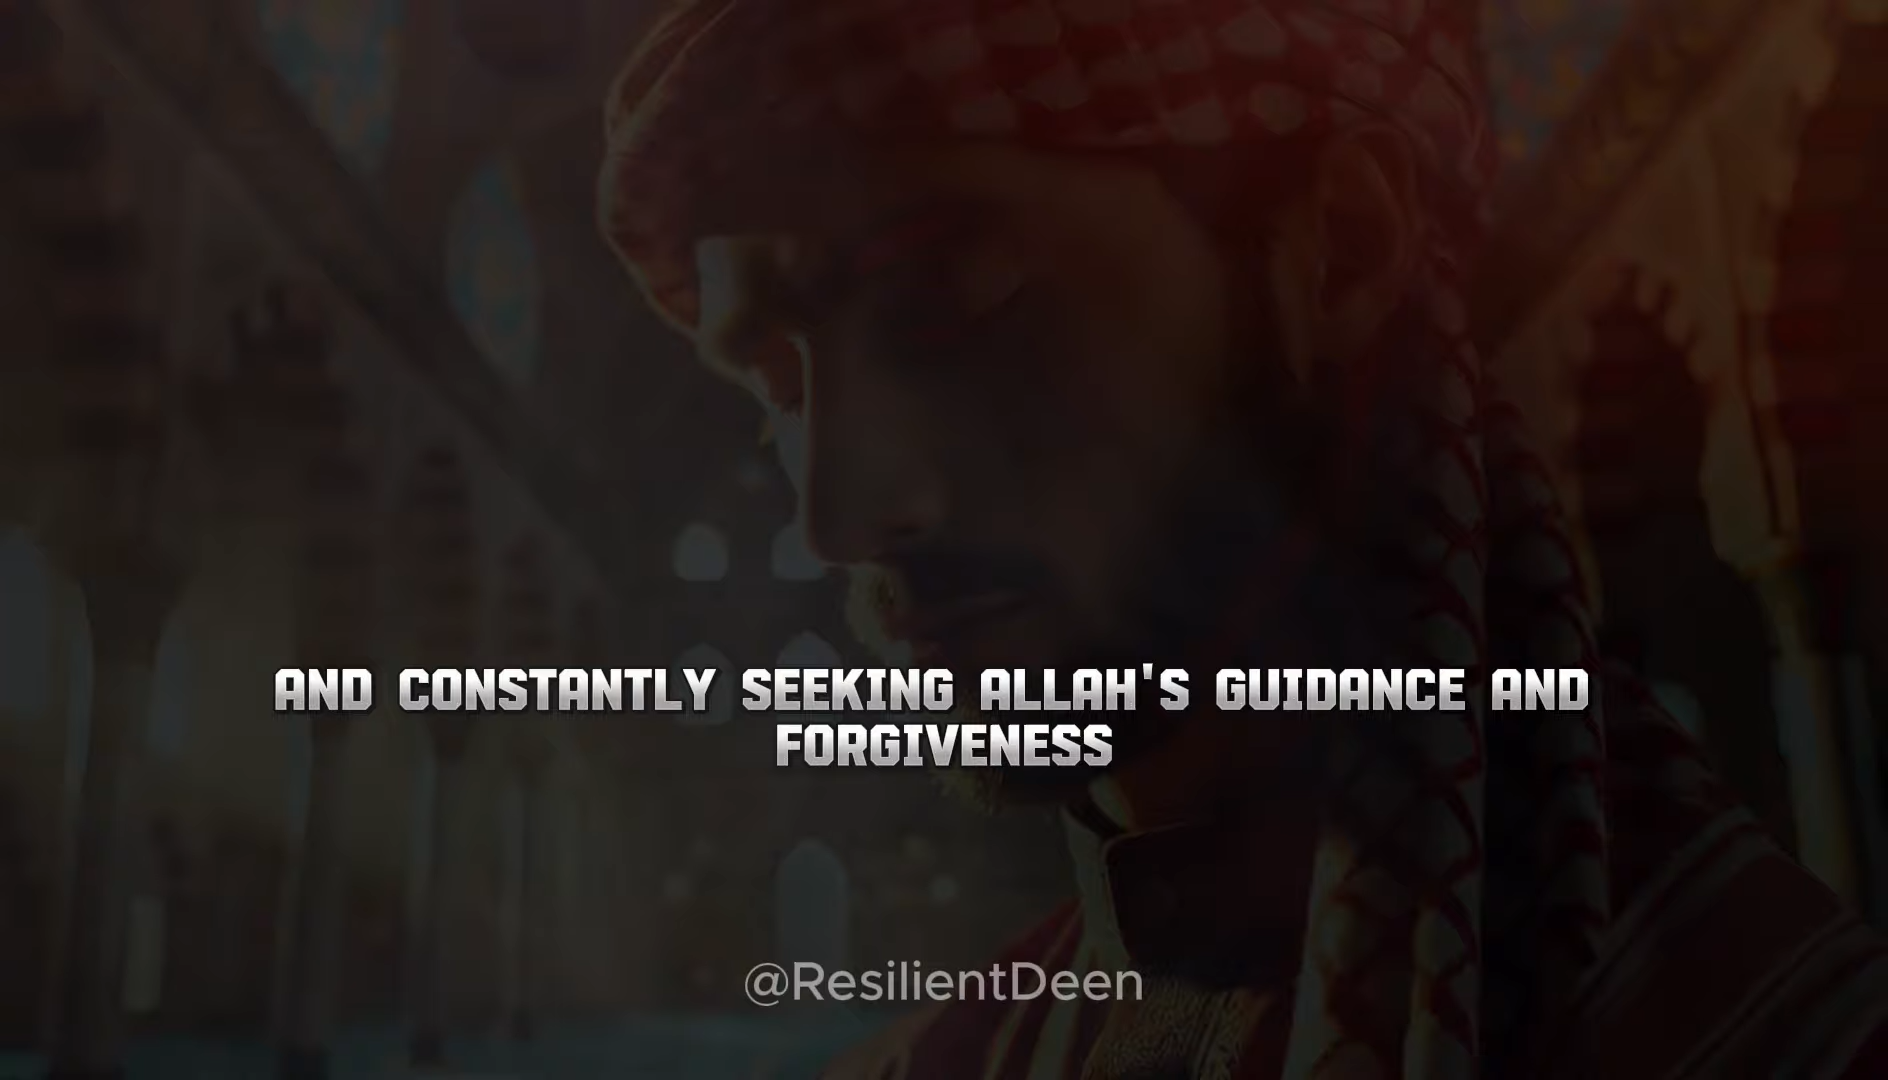 AND CONSTANTLY SEEKING ALLAH'S GUIDANCE AND
FORGIVENESS
@ResilientDeen